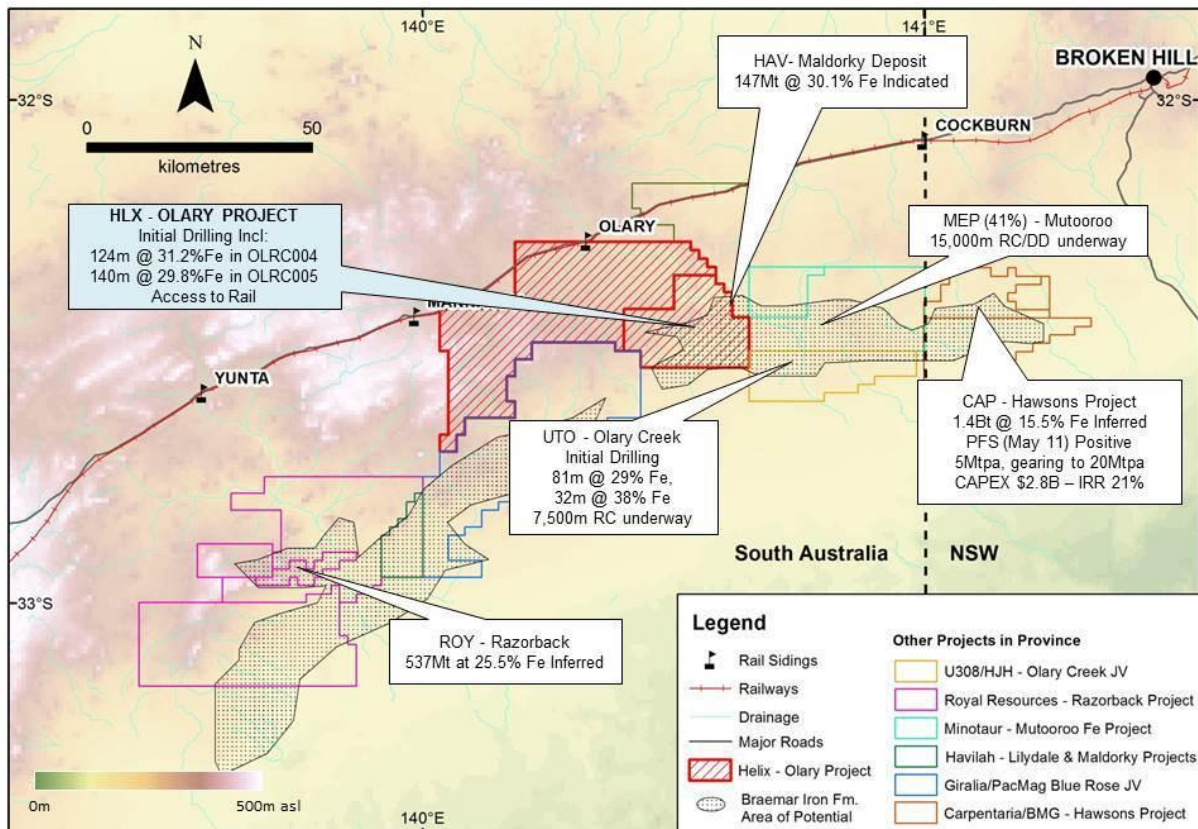 140°E
141°E
N
32°S
32°S
0
50
kilometres
BROKEN HILL
COCKBURN
HAV- Maldorky Deposit
147Mt @ 30.1% Fe Indicated
HLX - OLARY PROJECT
Initial Drilling Incl:
124m @ 31.2%Fe in OLRC004
140m @ 29.8%Fe in OLRC005
Access to Rail
OLARY
MEP (41%) - Mutooroo
15,000m RC/DD underway
YUNTA
UTO - Olary Creek
Initial Drilling
81m @ 29% Fe,
32m @ 38% Fe
7,500m RC underway
CAP - Hawsons Project
1.4Bt @ 15.5% Fe Inferred
PFS (May 11) Positive
5Mtpa, gearing to 20Mtpa
CAPEX $2.8B – IRR 21%
South Australia
NSW
33°S
ROY - Razorback
537Mt at 25.5% Fe Inferred
Legend
Rail Sidings
Railways
Drainage
Major Roads
Helix - Olary Project
Braemar Iron Fm.
Area of Potential
Other Projects in Province
U308/HJH - Olary Creek JV
Royal Resources - Razorback Project
Minotaur - Mutooroo Fe Project
Havilah - Lilydale & Maldorky Projects
Giralia/PacMag Blue Rose JV
Carpentaria/BMG - Hawsons Project
0m
500m asl
140°E